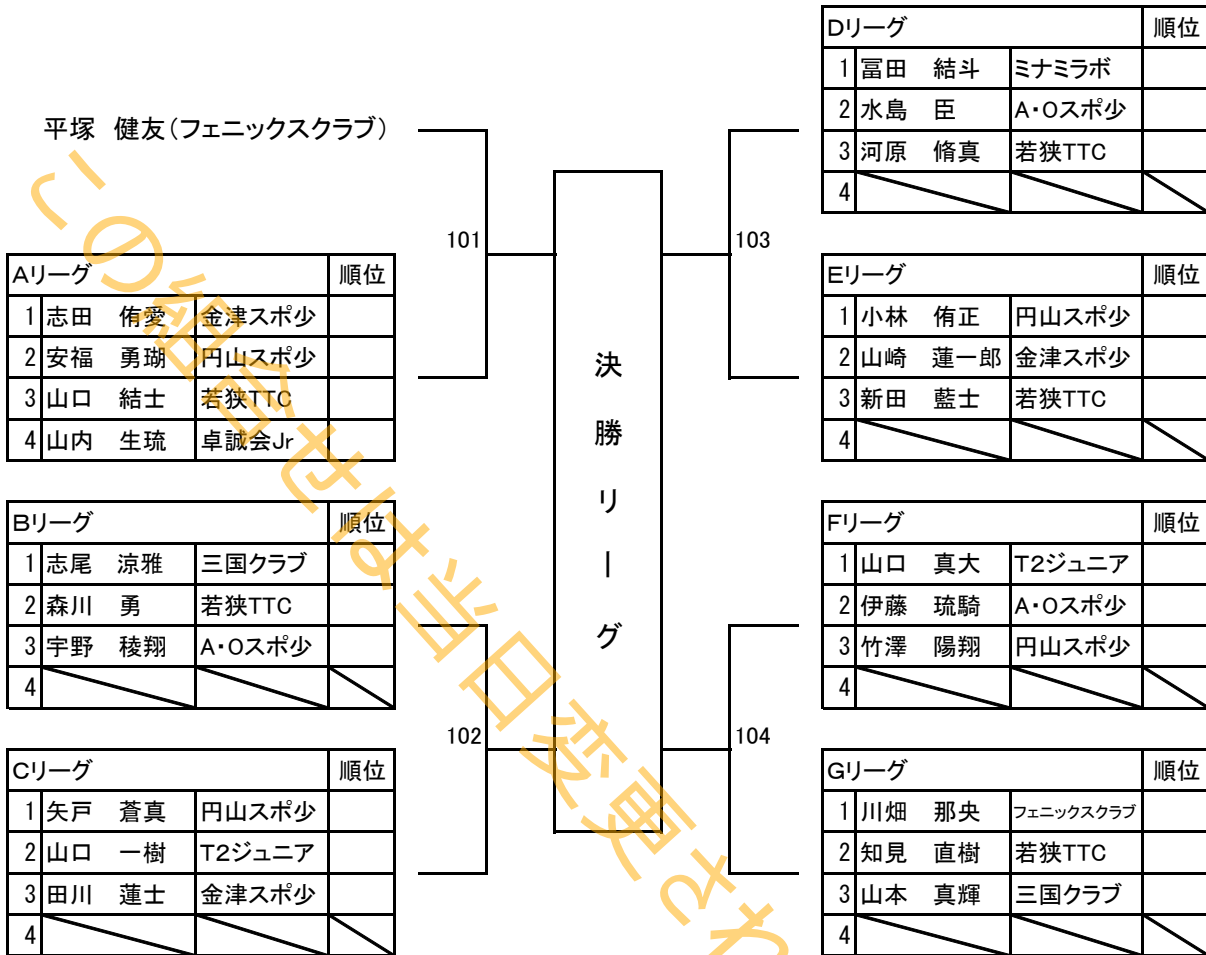 平塚 健友(フェニックスクラブ)
101
Aリーグ 順位
1 志田 侑愛 金津スポ少
2 安福 勇瑚 円山スポ少
3 山口 結士 若狭TTC
4 山内 生琉 卓誠会Jr
Bリーグ 順位
1 志尾 涼雅 三国クラブ
2 森川 勇 若狭TTC
3 宇野 稜翔 A・Oスポ少
4
102
Cリーグ 順位
1 矢戸 蒼真 円山スポ少
2 山口 一樹 T2ジュニア
3 田川 蓮士 金津スポ少
4
決勝リーグ
Dリーグ 順位
1 冨田 結斗 ミナミラボ
2 水島 臣 A・Oスポ少
3 河原 脩真 若狭TTC
4
103
Eリーグ 順位
1 小林 侑正 円山スポ少
2 山崎 蓮一郎 金津スポ少
3 新田 藍士 若狭TTC
4
Fリーグ 順位
1 山口 真大 T2ジュニア
2 伊藤 琉騎 A・Oスポ少
3 竹澤 陽翔 円山スポ少
4
104
Gリーグ 順位
1 川畑 那央 フェニックスクラブ
2 知見 直樹 若狭TTC
3 山本 真輝 三国クラブ
4
この組合せは当日変更され